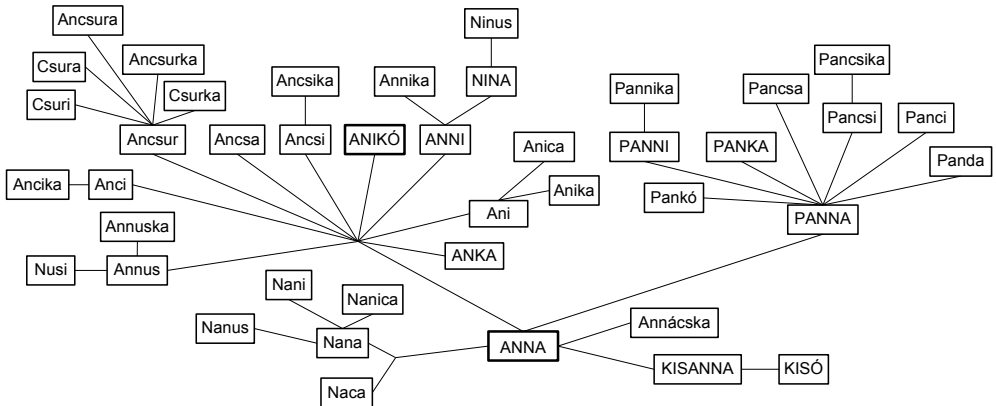 Ancsura
Ninus
Csura
Ancsurka
Pancsika
Ancsika
Annika
NINA
Pannika
Pancsa
Csuri
Csurka
Pancsi
Panci
Ancsur
Ancsa
Ancsi
ANIKÓ
ANNI
Anica
PANNI
PANKA
Panda
Ancika
Anci
Anika
Pankó
Ani
PANNA
Annuska
ANKA
Nusi
Annus
Nani
Nanica
Nanus
Nana
ANNA
Annácska
KISANNA
KISÓ
Naca